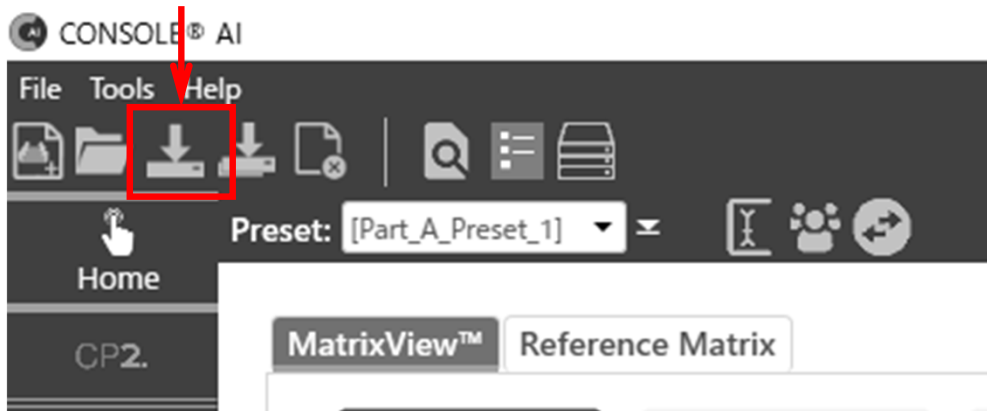 CONSOLE® AI
File Tools Help
Preset: [Part_A_Preset_1]
Home
MatrixView™ Reference Matrix
CP2.